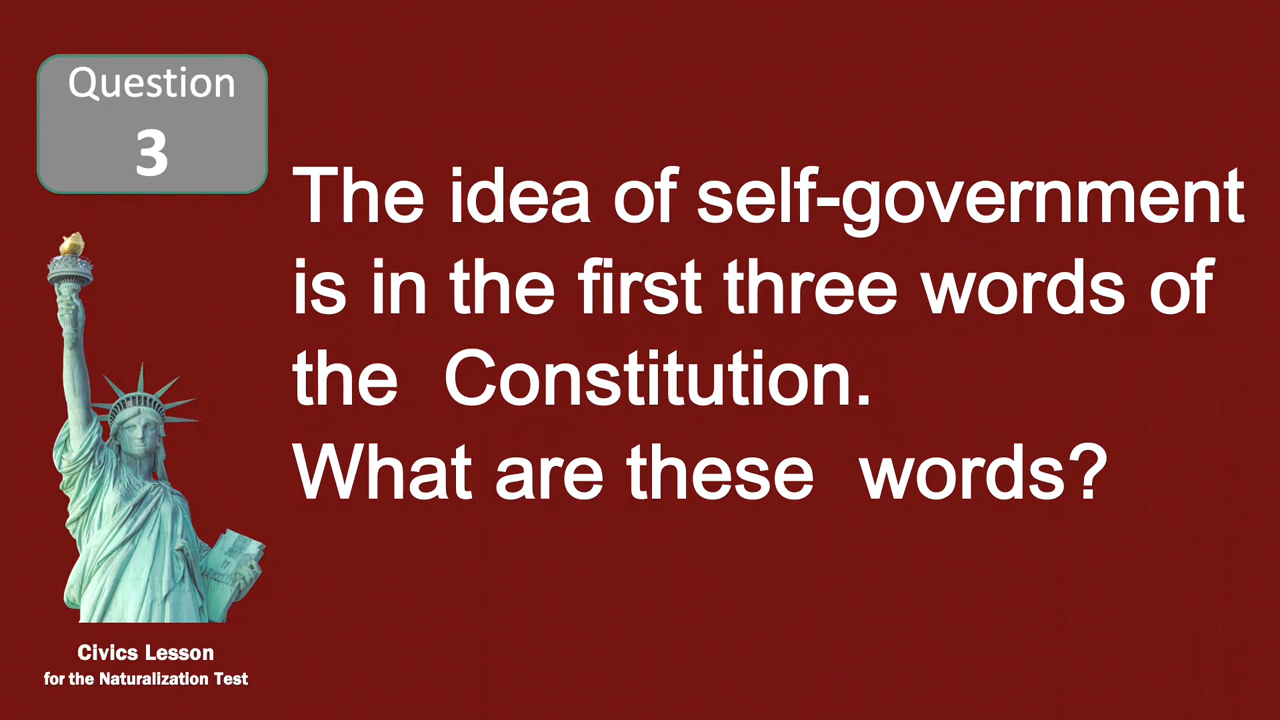 Question
3
The idea of self-government
is in the first three words of
the  Constitution.
What are these  words?
Civics Lesson
for the Naturalization Test